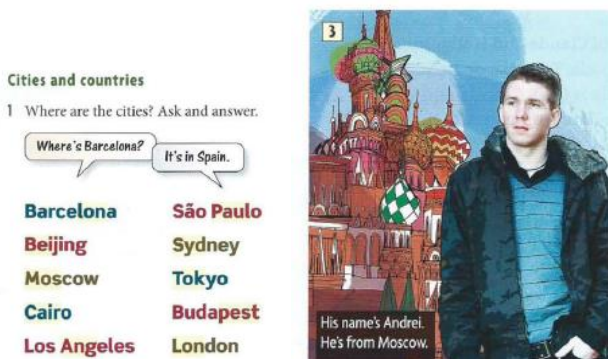 Cities and countries
1 Where are the cities? Ask and answer.
Where's Barcelona?
It's in Spain.
Barcelona
Beijing
Moscow
Cairo
Los Angeles
São Paulo
Sydney
Tokyo
Budapest
London
3
His name's Andrei.
He's from Moscow.